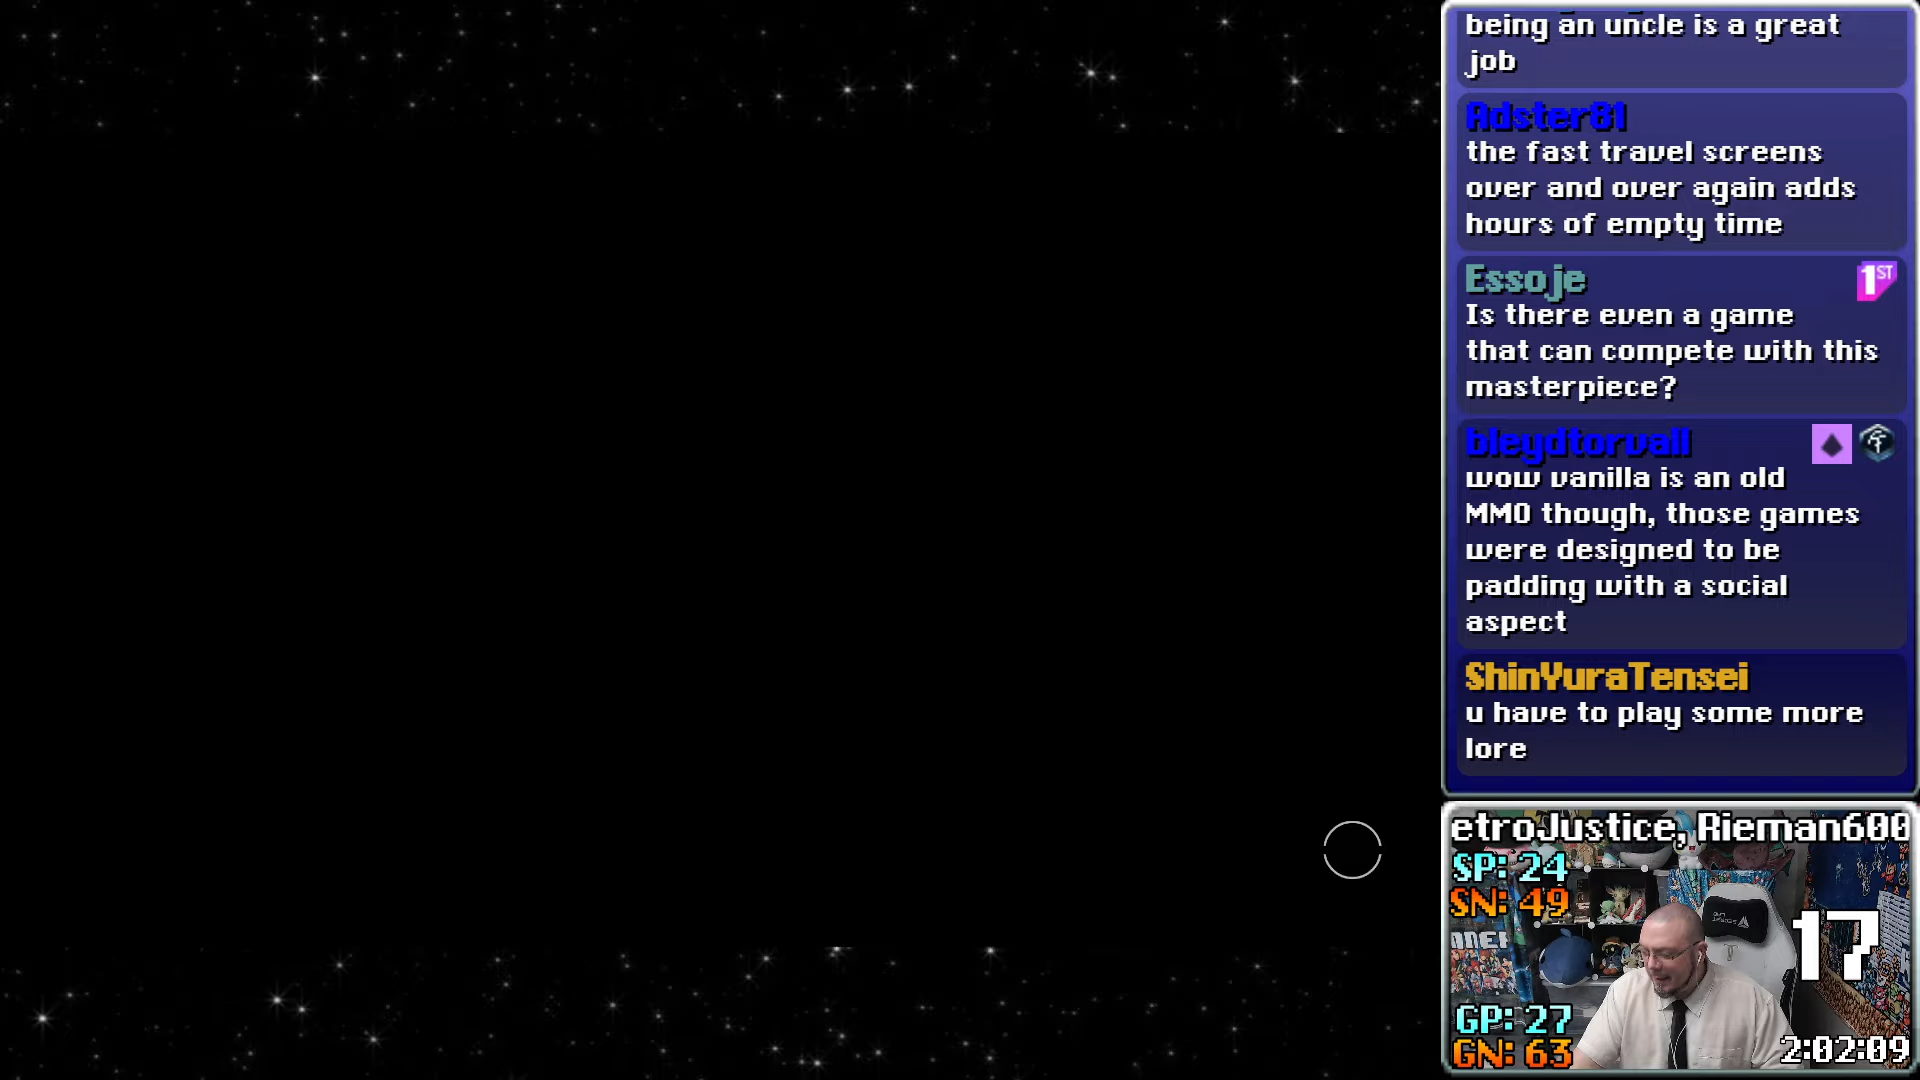 being an uncle is a great
job
Adster81
the fast travel screens
over and over again adds
hours of empty time
Essoje
1ST
Is there even a game
that can compete with this
masterpiece?
bleydtorvall
wow vanilla is an old
MMO though, those games
were designed to be
padding with a social
aspect
ShinYuraTensei
u have to play some more
lore
etroJustice, Rieman600
SP: 24
SN: 49
17
GP: 27
GN: 63
2:02:09